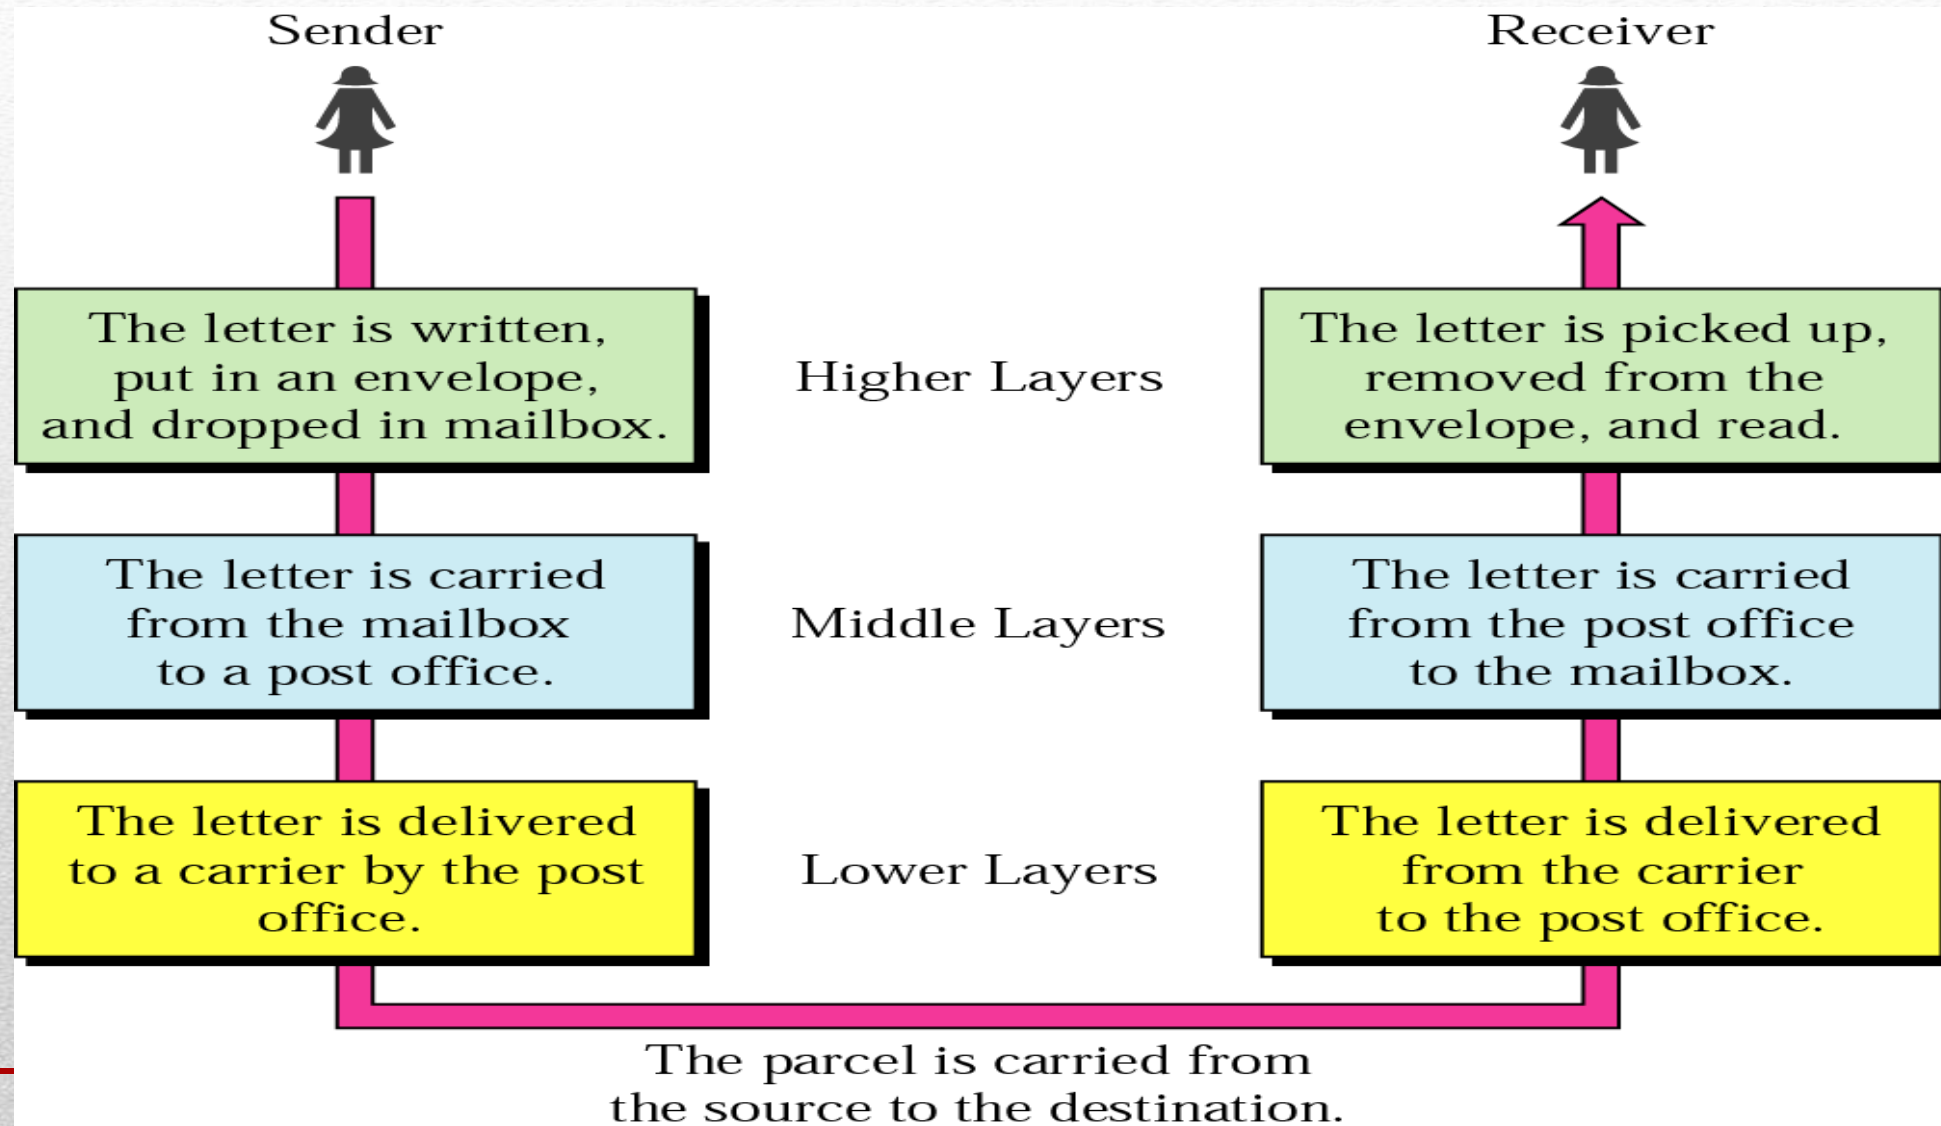 Sender
Receiver
The letter is written,
put in an envelope,
and dropped in mailbox.
Higher Layers
The letter is picked up,
removed from the
envelope, and read.
The letter is carried
from the mailbox
to a post office.
Middle Layers
The letter is carried
from the post office
to the mailbox.
The letter is delivered
to a carrier by the post
office.
Lower Layers
The letter is delivered
from the carrier
to the post office.
The parcel is carried from
the source to the destination.